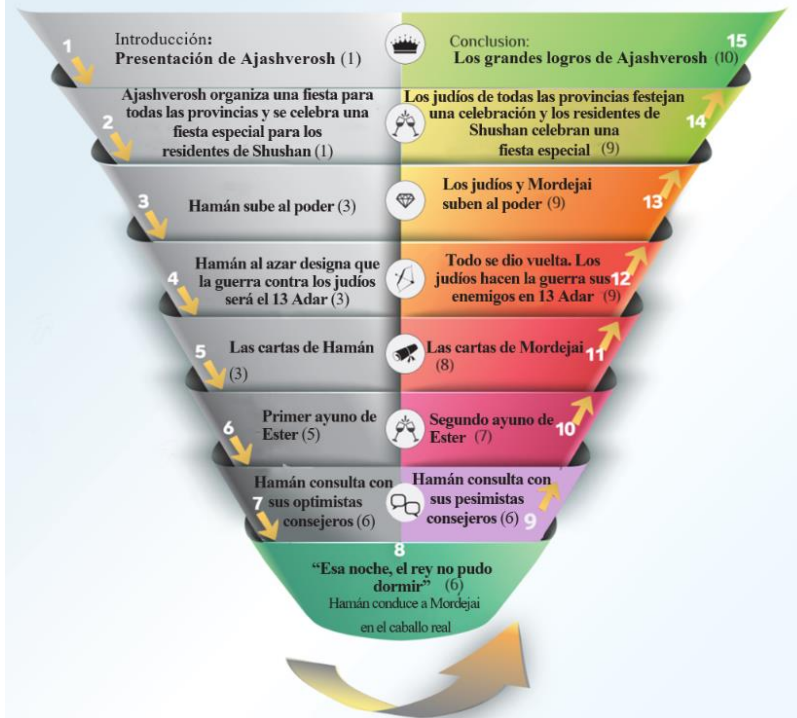 1
Introducción:
Presentación de Ajashverosh (1)
2
Ajashverosh organiza una fiesta para
todas las provincias y se celebra una
fiesta especial para los
residentes de Shushan (1)
3
Hamán sube al poder (3)
4
Hamán al azar designa que
la guerra contra los judíos
será el 13 Adar (3)
5
Las cartas de Hamán
(3)
6
Primer ayuno de
Ester (5)
7
Hamán consulta con
sus optimistas
consejeros (6)
8
“Esa noche, el rey no pudo
dormir” (6)
Hamán conduce a Mordejai
en el caballo real
Hamán consulta con
sus pesimistas
consejeros (6)
9
Segundo ayuno de
Ester (7)
10
Las cartas de Mordejai
(8)
11
Todo se dio vuelta. Los
judíos hacen la guerra sus
enemigos en 13 Adar (9)
12
Los judíos y Mordejai
suben al poder (9)
13
Los judíos de todas las provincias festejan
una celebración y los residentes de
Shushan celebran una
fiesta especial (9)
14
Conclusion:
Los grandes logros de Ajashverosh (10)
15